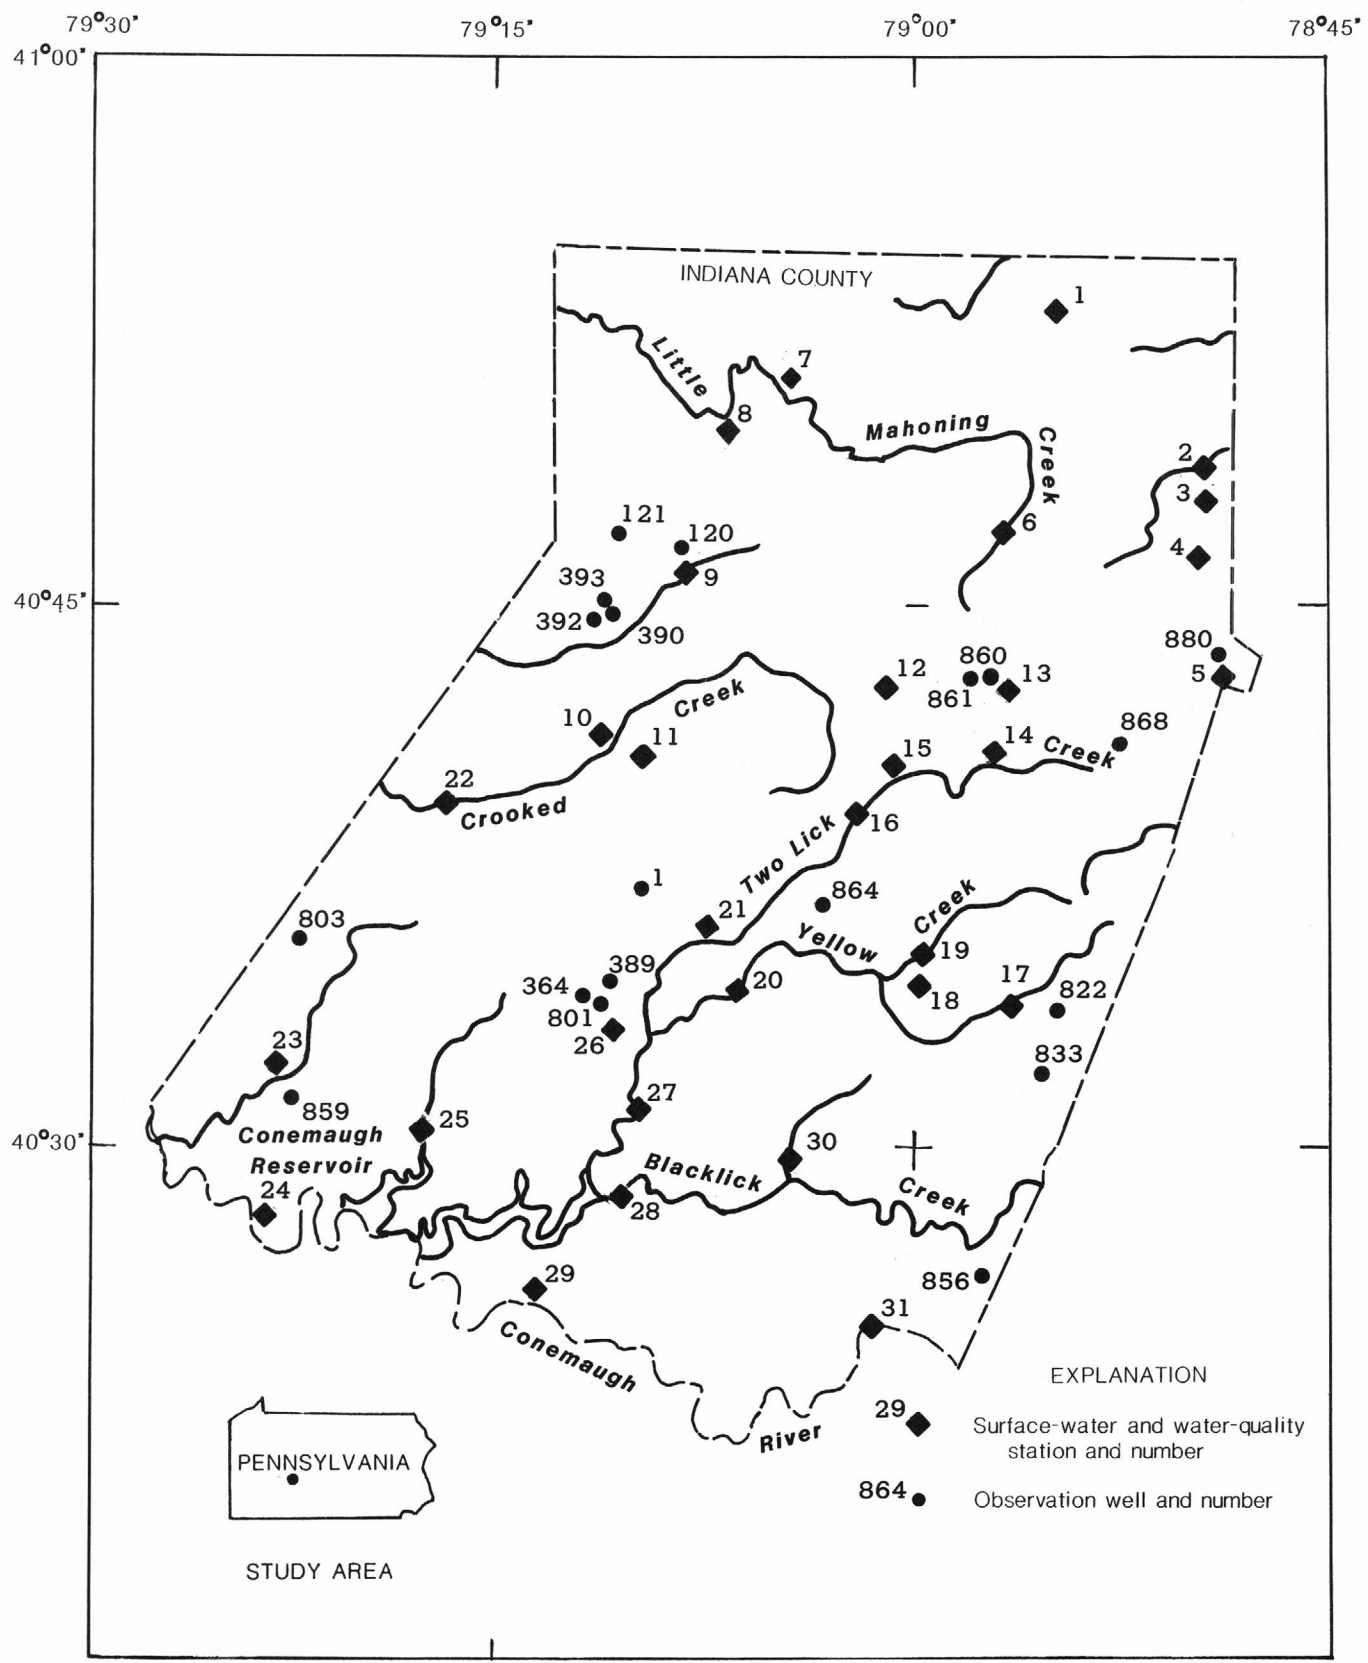 79°30' 79°15' 79°00' 78°45'
41°00'
INDIANA COUNTY
1
Little
7
8
Mahoning
Creek
2
3
6
4
121
120
9
393
392
390
40°45'
880
5
12
860
861
13
868
Creek
10
11
22
Crooked
15
14
Creek
16
Two Lick
1
864
21
Creek
Yellow
803
19
389
364
801
26
20
18
17
822
833
23
859
27
25
Conemaugh
Reservoir
40°30'
30
Blacklick
Creek
24
28
29
856
31
Conemaugh
River
EXPLANATION
29
Surface-water and water-quality
station and number
864
Observation well and number
PENNSYLVANIA
STUDY AREA